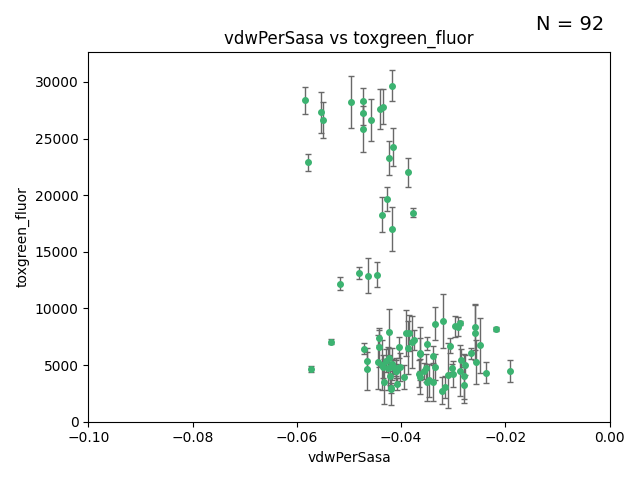 N = 92
vdwPerSasa vs toxgreen_fluor
30000
25000
20000
15000
10000
5000
0
toxgreen_fluor
−0.10 −0.08 −0.06 −0.04 −0.02 0.00
vdwPerSasa